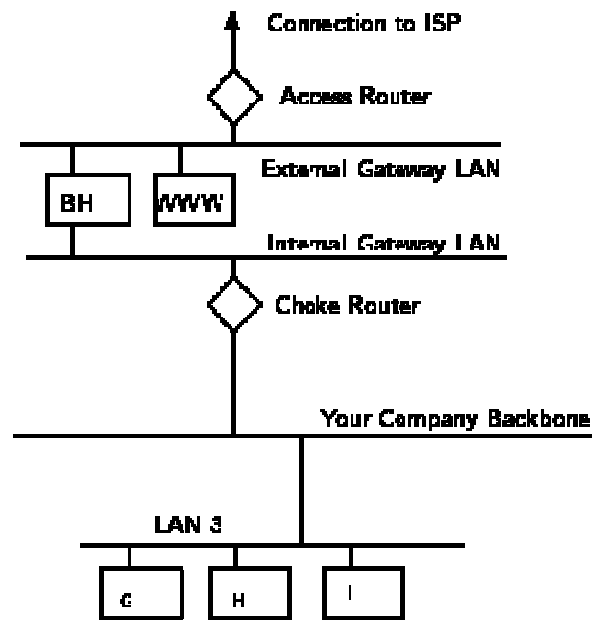 Connection to ISP
Access Router
External Gateway LAN
BH
WWW
Internal Gateway LAN
Choke Router
Your Company Backbone
LAN 3
G
H
I